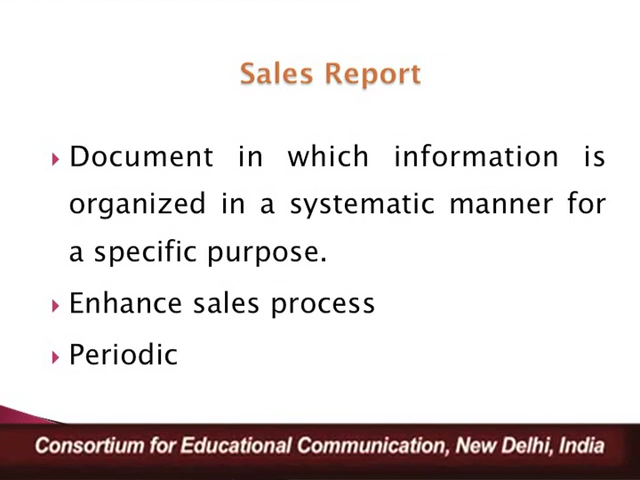 Sales Report
Document in which information is
organized in a systematic manner for
a specific purpose.
Enhance sales process
Periodic
Consortium for Educational Communication, New Delhi, India